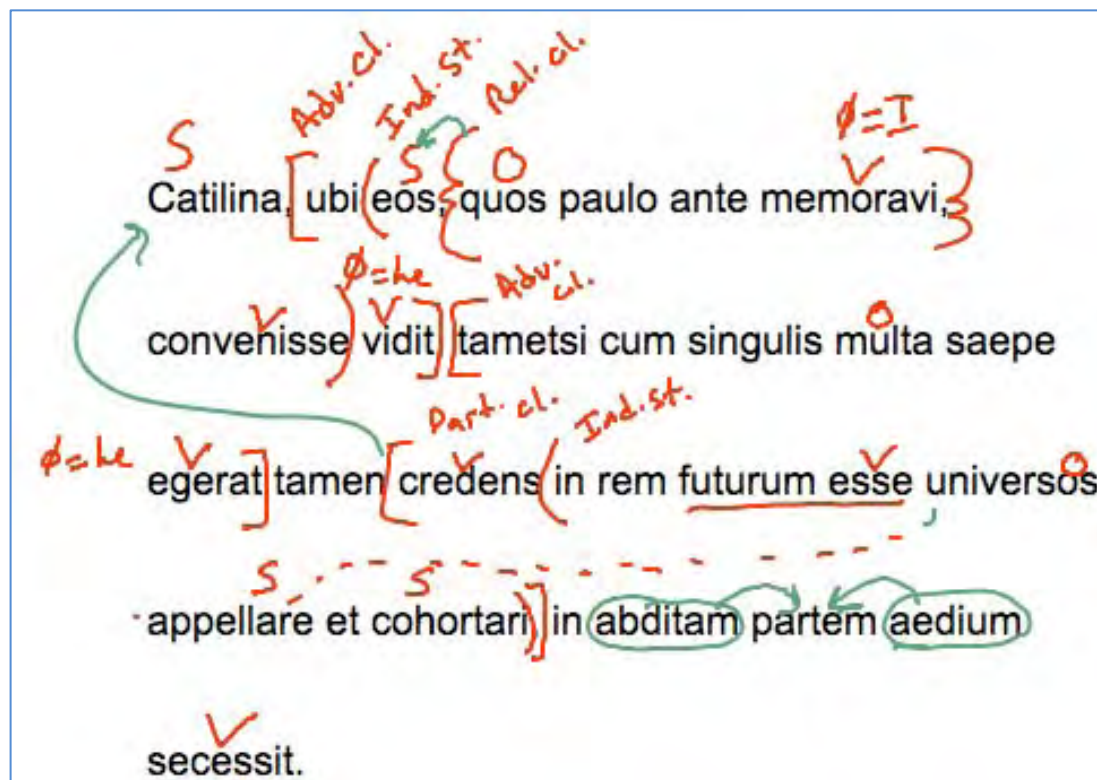 Adv. cl. Ind. st. Rel. cl. ∅=I
S S O V
Catilina, [ubi (eos, {quos paulo ante memoravi,}
∅=he Adv. cl.
V V O
convenisse) vidit] [tametsi cum singulis multa saepe
Part. cl. Ind. st.
∅=he V V V O
egerat] tamen [credens (in rem futurum esse universos
S S
appellare et cohortari)] in abditam partem aedium
V
secessit.